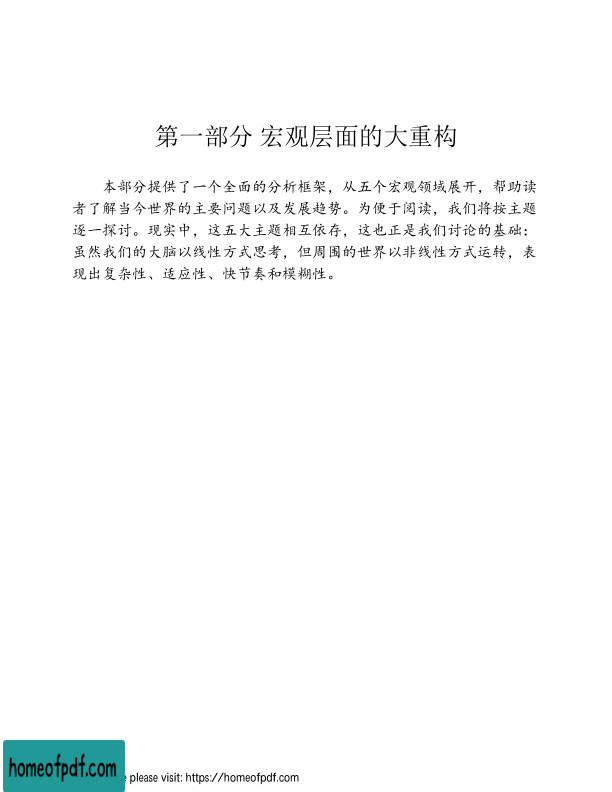 第一部分 宏观层面的大重构
本部分提供了一个全面的分析框架，从五个宏观领域展开，帮助读
者了解当今世界的主要问题以及发展趋势。为便于阅读，我们将按主题
逐一探讨。现实中，这五大主题相互依存，这也正是我们讨论的基础：
虽然我们的大脑以线性方式思考，但周围的世界以非线性方式运转，表
现出复杂性、适应性、快节奏和模糊性。
homeofpdf.com
please visit: https://homeofpdf.com